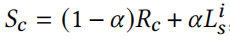 S_c = (1 − α)R_c + αL_s^i.